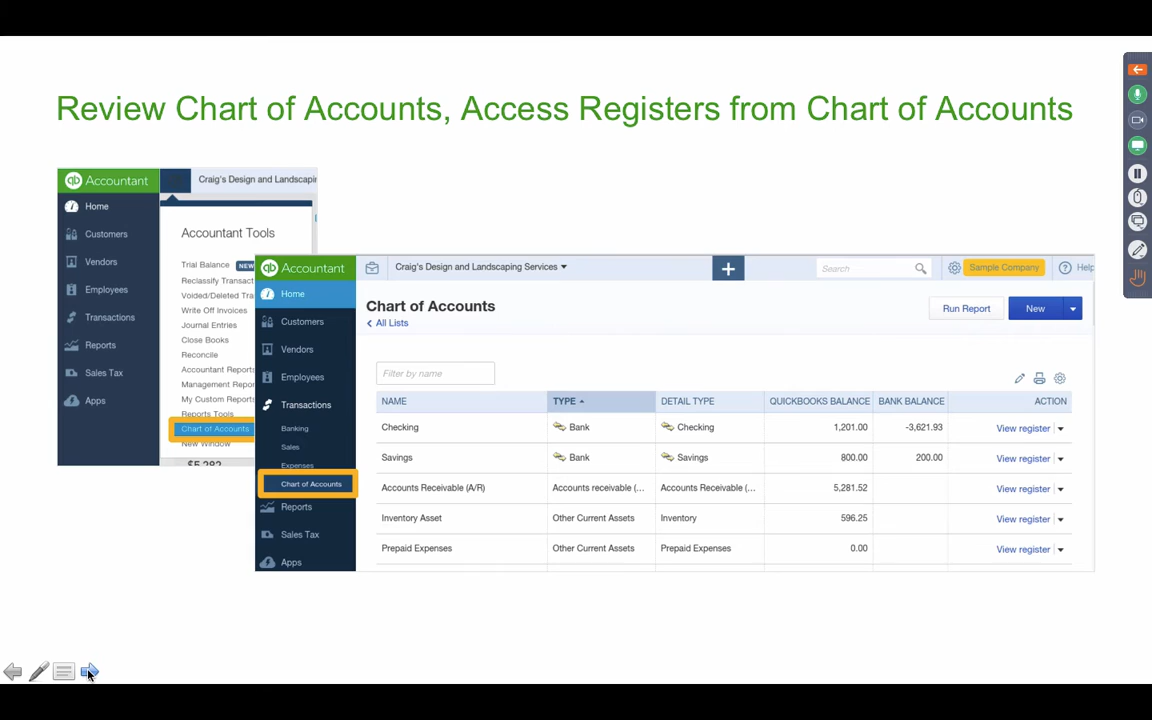 Review Chart of Accounts, Access Registers from Chart of Accounts
qb Accountant
Craig's Design and Landscapin
Home
Customers
Vendors
Employees
Transactions
Reports
Sales Tax
Apps
Accountant Tools
Trial Balance NEW
Reclassify Transact
Voided/Deleted Tra
Write Off Invoices
Journal Entries
Close Books
Reconcile
Accountant Reports
Management Repor
My Custom Reports
Reports Tools
Chart of Accounts
New Window
$5,282
qb Accountant
Craig's Design and Landscaping Services
+
Search
Sample Company
? Help
Home
Customers
Vendors
Employees
Transactions
Banking
Sales
Expenses
Chart of Accounts
Reports
Sales Tax
Apps
Chart of Accounts
All Lists
Run Report
New
Filter by name
NAME TYPE DETAIL TYPE QUICKBOOKS BALANCE BANK BALANCE ACTION
Checking Bank Checking 1,201.00 -3,621.93 View register
Savings Bank Savings 800.00 200.00 View register
Accounts Receivable (A/R) Accounts receivable (... Accounts Receivable (... 5,281.52 View register
Inventory Asset Other Current Assets Inventory 596.25 View register
Prepaid Expenses Other Current Assets Prepaid Expenses 0.00 View register